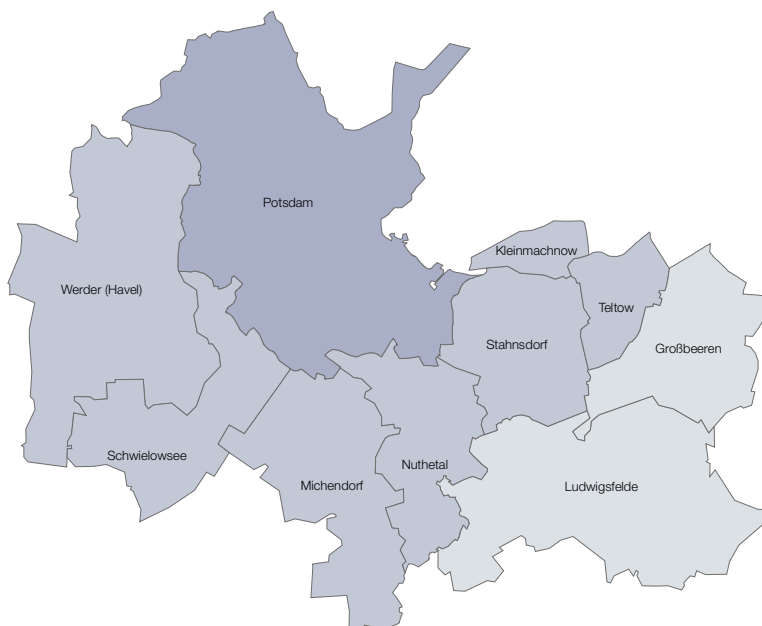 Potsdam
Kleinmachnow
Werder (Havel)
Teltow
Stahnsdorf
Großbeeren
Schwielowsee
Nuthetal
Michendorf
Ludwigsfelde